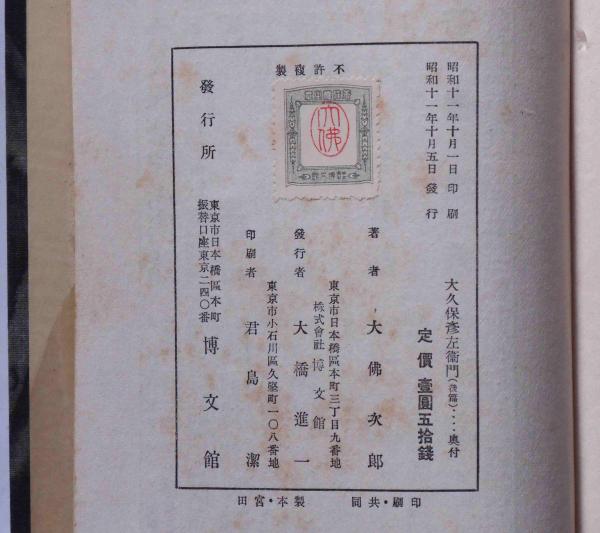 昭和十一年十月一日印刷
昭和十一年十月五日發行
大久保彥左衞門(後篇)・・・・奥付
定價壹圓五拾錢
不許複製
大佛
著者 大佛次郎
東京市日本橋區本町三丁目九番地
株式會社博文館
發行者 大橋進一
東京市小石川區久堅町一〇八番地
印刷者 君島潔
發行所
東京市日本橋區本町
振替口座東京二四〇番
博文館
印刷・共同
製本・宮田